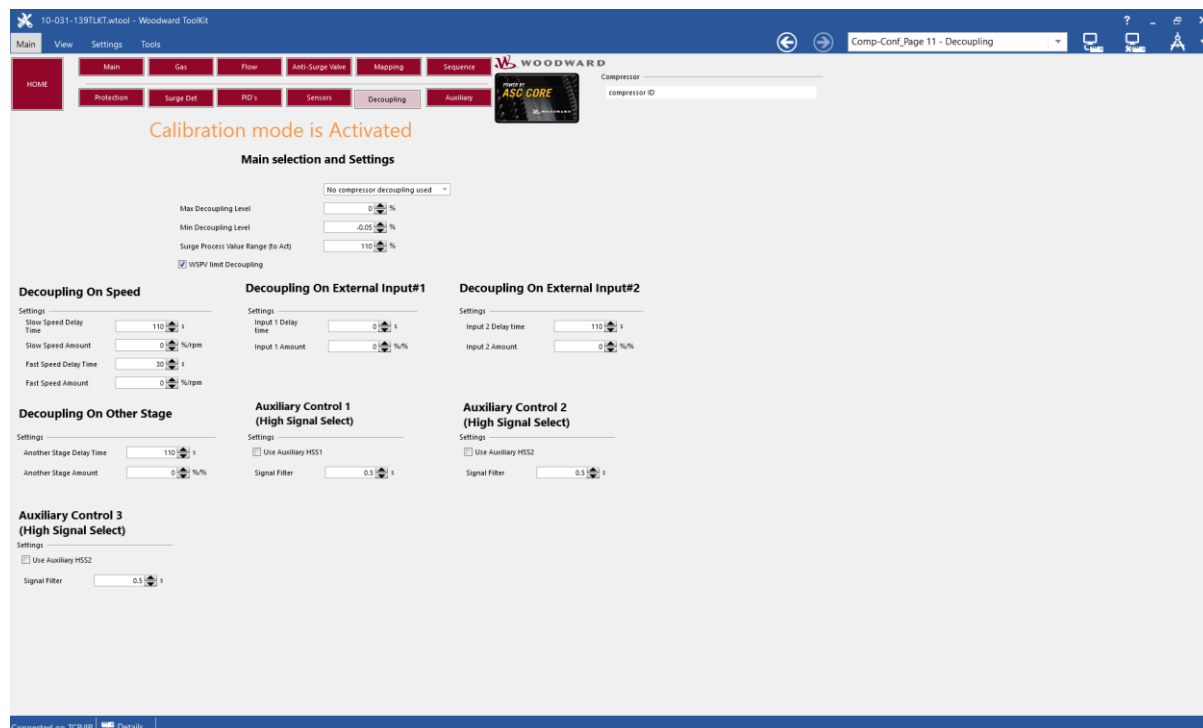 10-031-139TLKT.wtool - Woodward ToolKit
? _
Main View Settings Tools
Comp-Conf_Page 11 - Decoupling
HOME
Main Gas Flow Anti-Surge Valve Mapping Sequence
WOODWARD
Compressor
compressor ID
POWER BY
ASC CORE
WOODWARD
Protection Surge Det PID's Sensors Decoupling Auxiliary
Calibration mode is Activated
Main selection and Settings
No compressor decoupling used
Max Decoupling Level 0 %
Min Decoupling Level -0.05 %
Surge Process Value Range (to Act) 110 %
WSPV limit Decoupling
Decoupling On Speed
Settings
Slow Speed Delay
Time 110 s
Slow Speed Amount 0 %/rpm
Fast Speed Delay Time 30 s
Fast Speed Amount 0 %/rpm
Decoupling On External Input#1
Settings
Input 1 Delay
time 0 s
Input 1 Amount 0 %/%
Decoupling On External Input#2
Settings
Input 2 Delay time 110 s
Input 2 Amount 0 %/%
Decoupling On Other Stage
Settings
Another Stage Delay Time 110 s
Another Stage Amount 0 %/%
Auxiliary Control 1
(High Signal Select)
Settings
Use Auxiliary HSS1
Signal Filter 0.5 s
Auxiliary Control 2
(High Signal Select)
Settings
Use Auxiliary HSS2
Signal Filter 0.5 s
Auxiliary Control 3
(High Signal Select)
Settings
Use Auxiliary HSS2
Signal Filter 0.5 s
Connected on TCP/IP Details